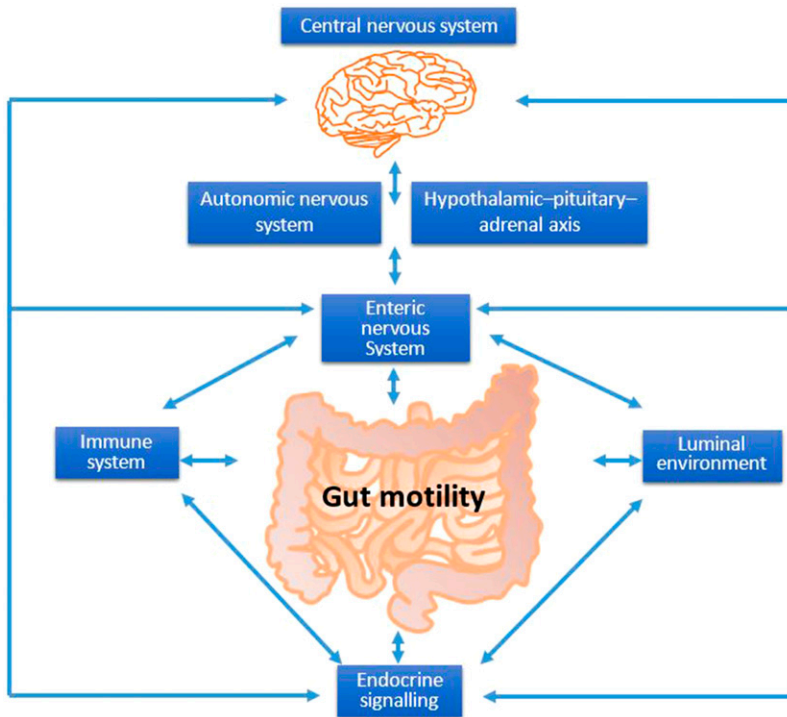 Central nervous system
Autonomic nervous
system
Hypothalamic–pituitary–
adrenal axis
Enteric
nervous
System
Immune
system
Luminal
environment
Gut motility
Endocrine
signalling